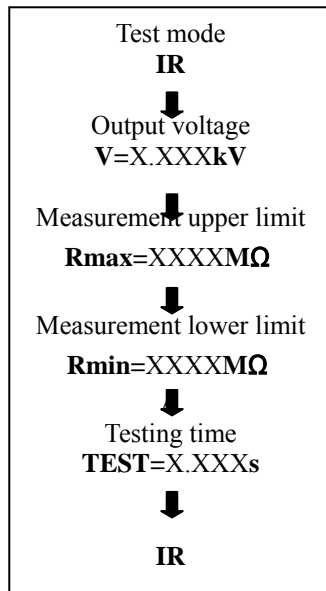 Test mode
IR
Output voltage
V=X.XXXkV
Measurement upper limit
Rmax=XXXXMΩ
Measurement lower limit
Rmin=XXXXMΩ
Testing time
TEST=X.XXXs
IR